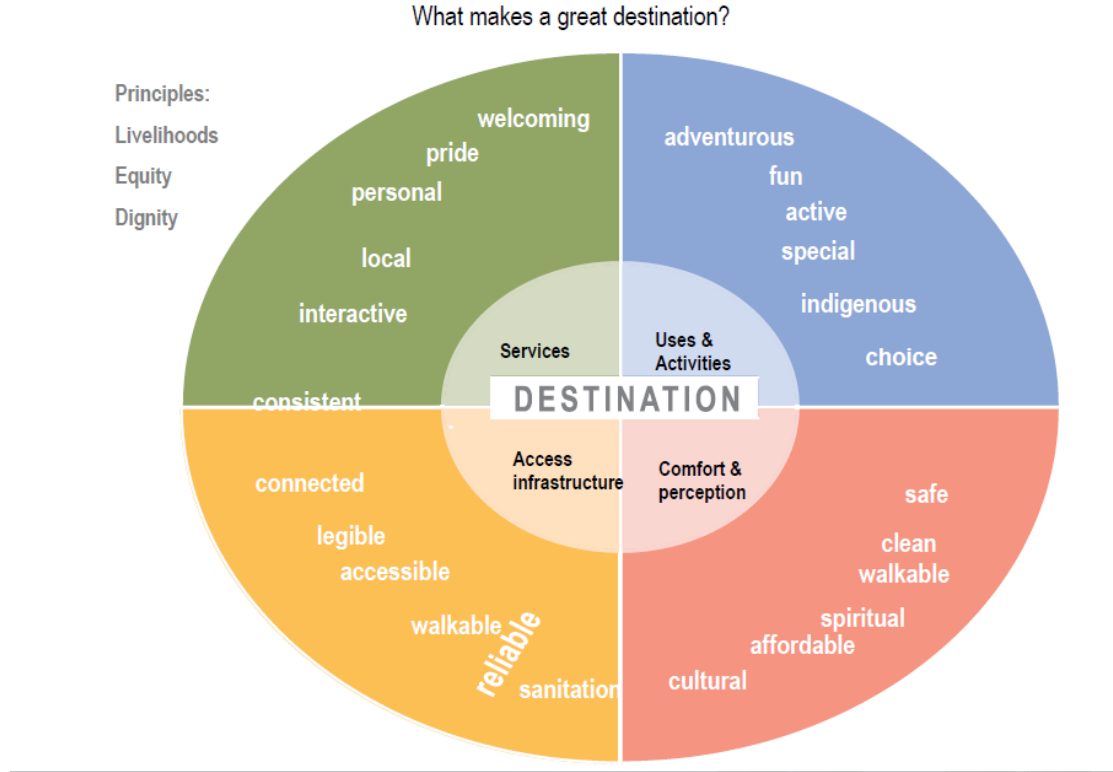 What makes a great destination?
Principles:
Livelihoods
Equity
Dignity
welcoming
pride
personal
local
interactive
consistent
adventurous
fun
active
special
indigenous
choice
Services
Uses &
Activities
DESTINATION
Access
infrastructure
Comfort &
perception
connected
legible
accessible
walkable
reliable
sanitation
safe
clean
walkable
spiritual
affordable
cultural